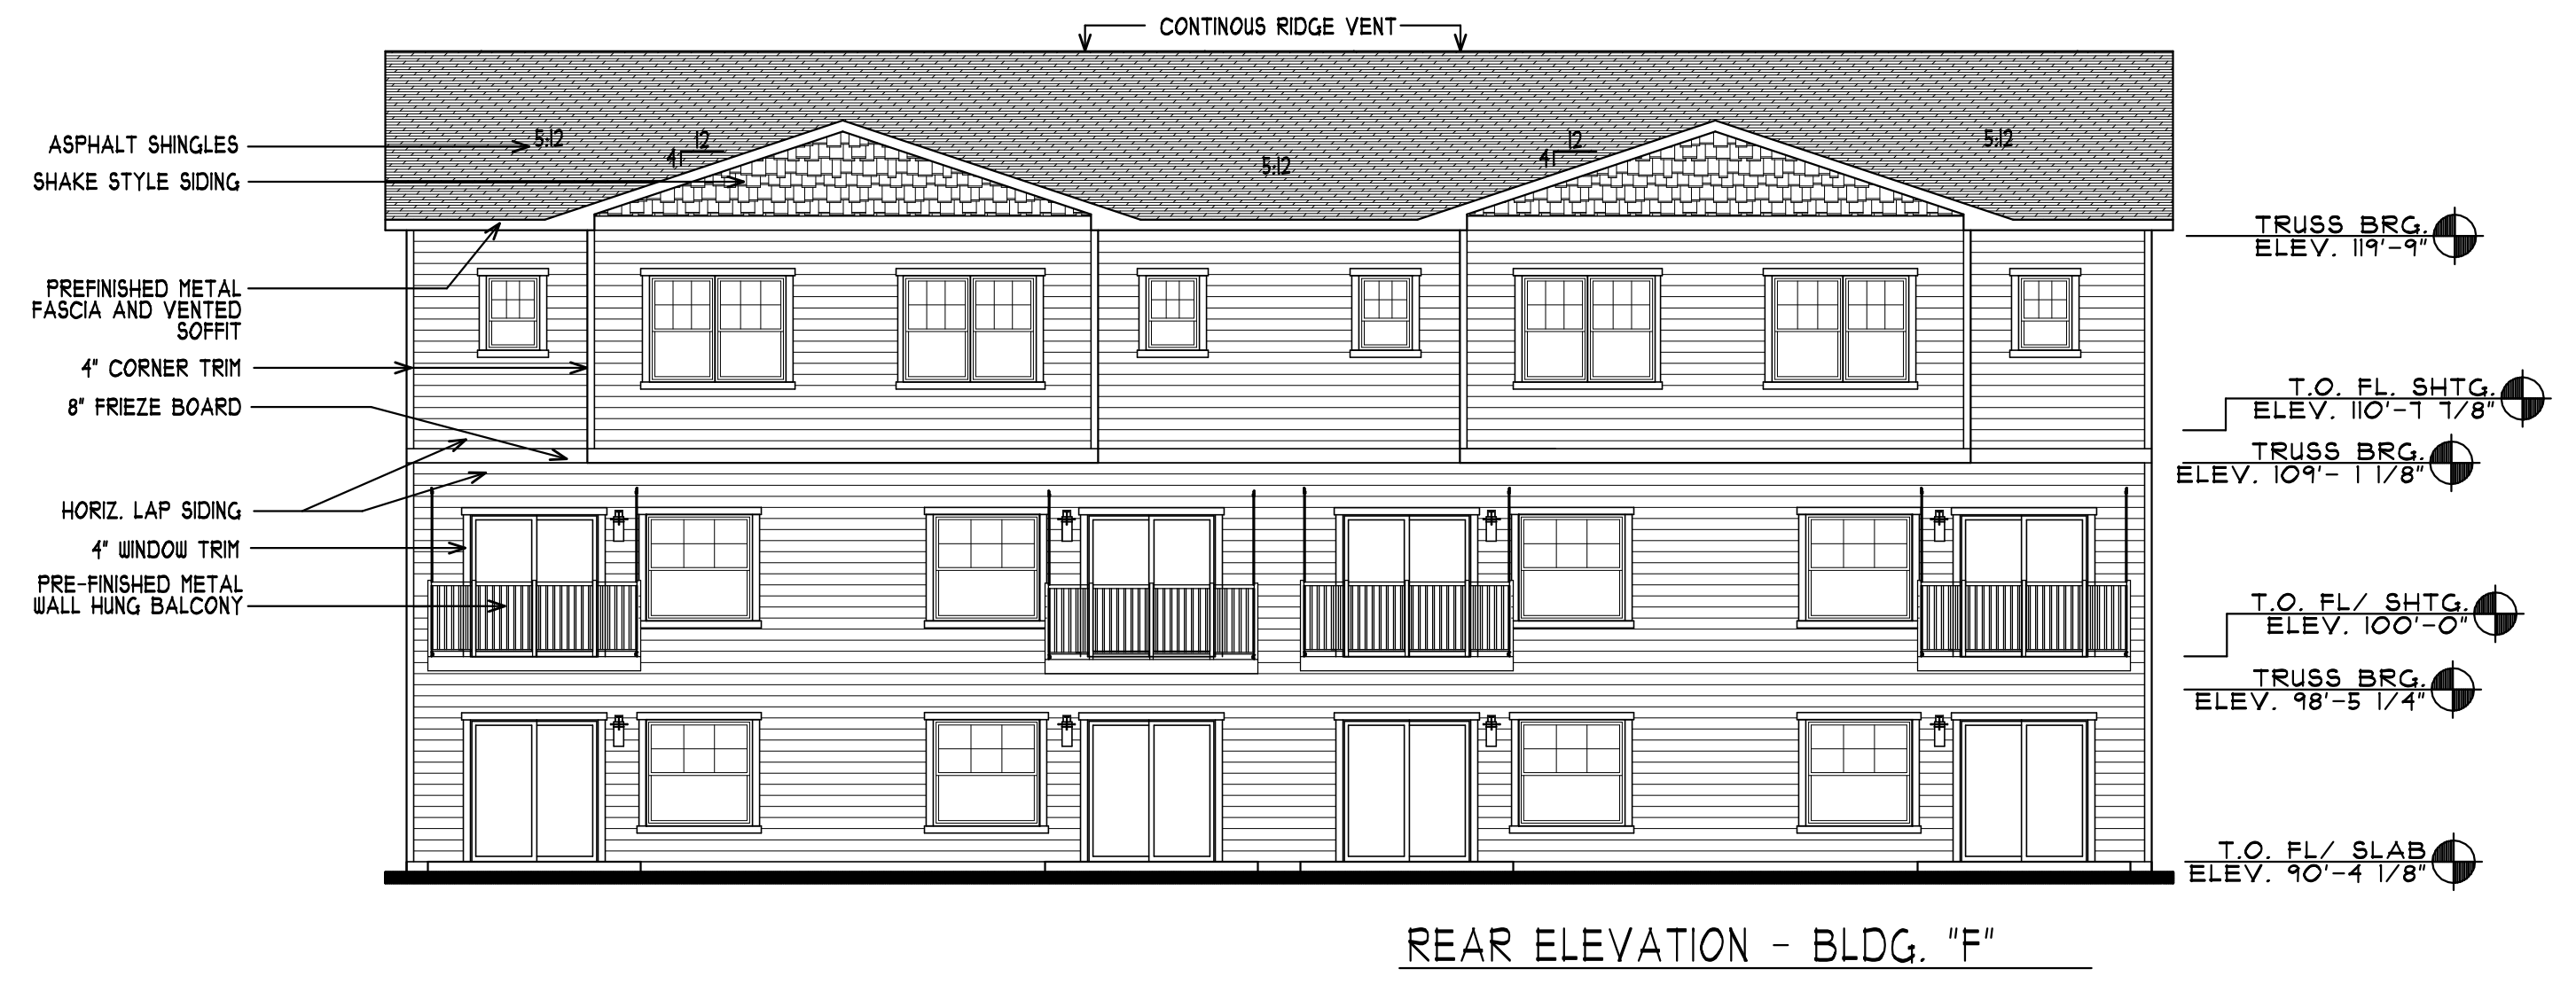 CONTINOUS RIDGE VENT
ASPHALT SHINGLES
5:12
12
4
SHAKE STYLE SIDING
5:12
12
4
5:12
TRUSS BRG.
ELEV. 119'-9"
PREFINISHED METAL
FASCIA AND VENTED
SOFFIT
4" CORNER TRIM
8" FRIEZE BOARD
T.O. FL. SHTG.
ELEV. 110'-7 7/8"
TRUSS BRG.
ELEV. 109'- 1 1/8"
HORIZ. LAP SIDING
4" WINDOW TRIM
PRE-FINISHED METAL
WALL HUNG BALCONY
T.O. FL/ SHTG.
ELEV. 100'-0"
TRUSS BRG.
ELEV. 98'-5 1/4"
T.O. FL/ SLAB
ELEV. 90'-4 1/8"
REAR ELEVATION - BLDG. "F"